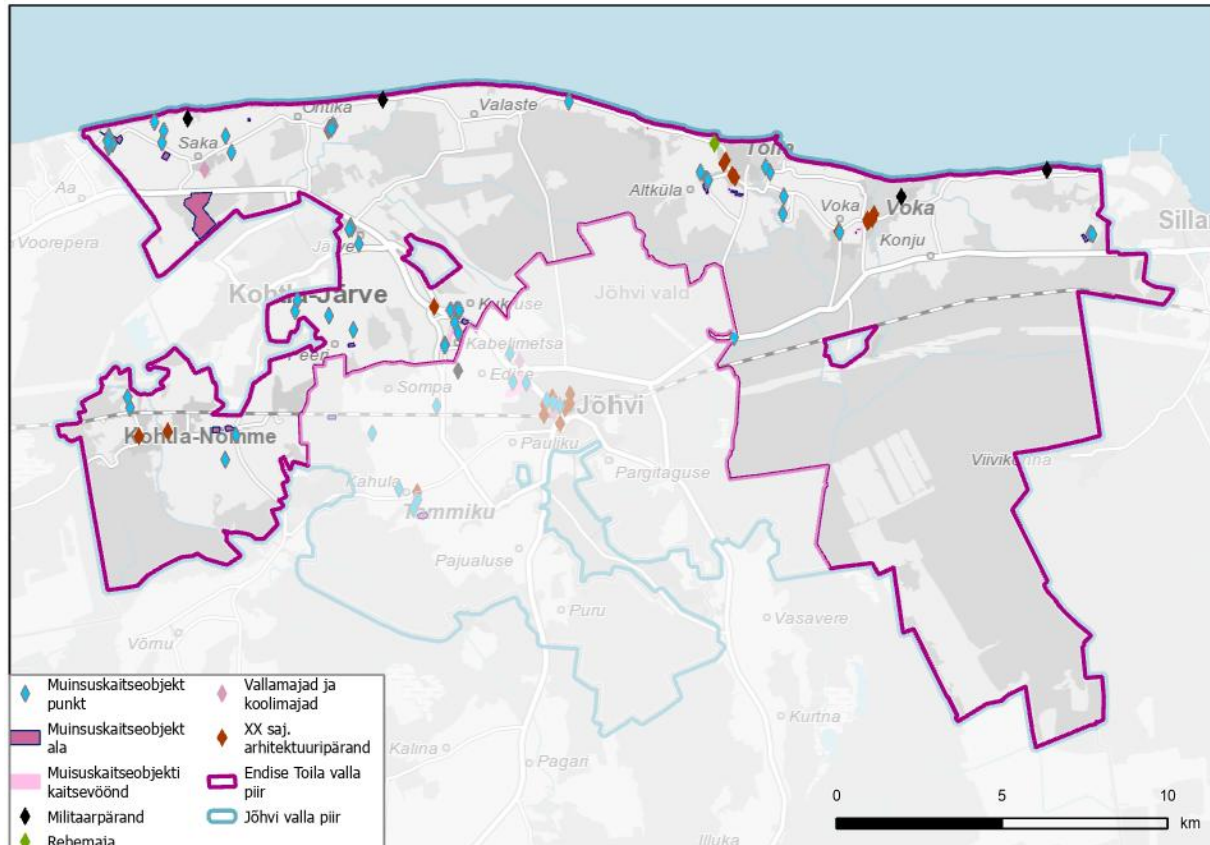 Ontika
Valaste
Saka
Aa
Toila
Altküla
Voka
Voka
Konju
Voorepera
Järve
Kohtla-Järve
Kukruse
Jõhvi vald
Peeri
Kabelimetsa
Edise
Sompa
Jõhvi
Kohtla-Nõmme
Pauliku
Pargitaguse
Viivikonna
Kahula
Tammiku
Pajualuse
Puru
Vasavere
Võrnu
Kurtna
Kalina
Pagari
Illuka
Muinsuskaitseobjekt
punkt
Muinsuskaitseobjekt
ala
Muisuskaitseobjekti
kaitsevöönd
Militaarpärand
Rehemaja
Vallamajad ja
koolimajad
XX saj.
arhitektuuripärand
Endise Toila valla
piir
Jõhvi valla piir
0 5 10
km